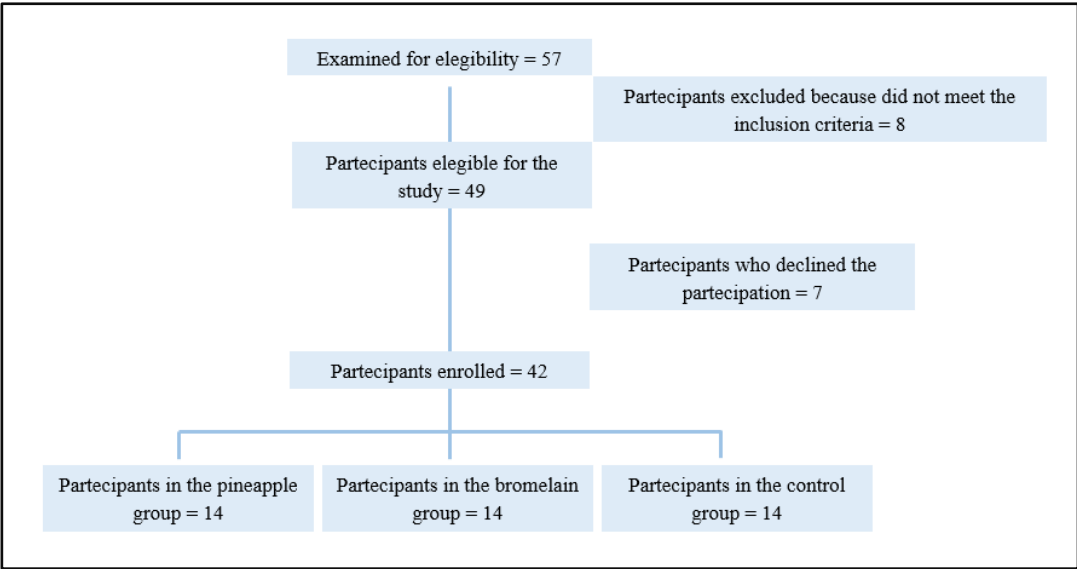 Examined for elegibility = 57
Partecipants excluded because did not meet the
inclusion criteria = 8
Partecipants elegible for the
study = 49
Partecipants who declined the
partecipation = 7
Partecipants enrolled = 42
Partecipants in the pineapple
group = 14
Partecipants in the bromelain
group = 14
Partecipants in the control
group = 14